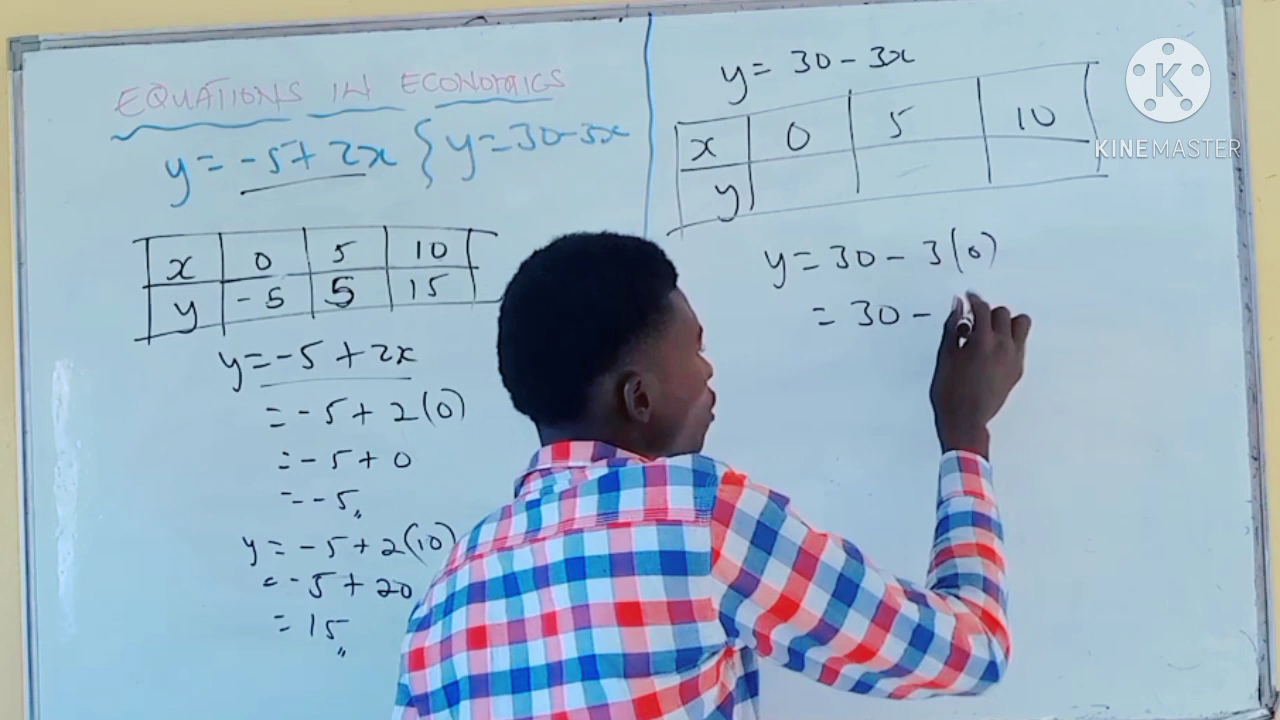 EQUATIONS IN ECONOMICS
y = -5 + 2x { y = 30 - 3x
x 0 5 10
y -5 5 15
y = -5 + 2x
= -5 + 2(0)
= -5 + 0
= -5,,
y = -5 + 2(10)
= -5 + 20
= 15,,
y = 30 - 3x
x 0 5 10
y
y = 30 - 3(0)
= 30 -
K
KINEMASTER